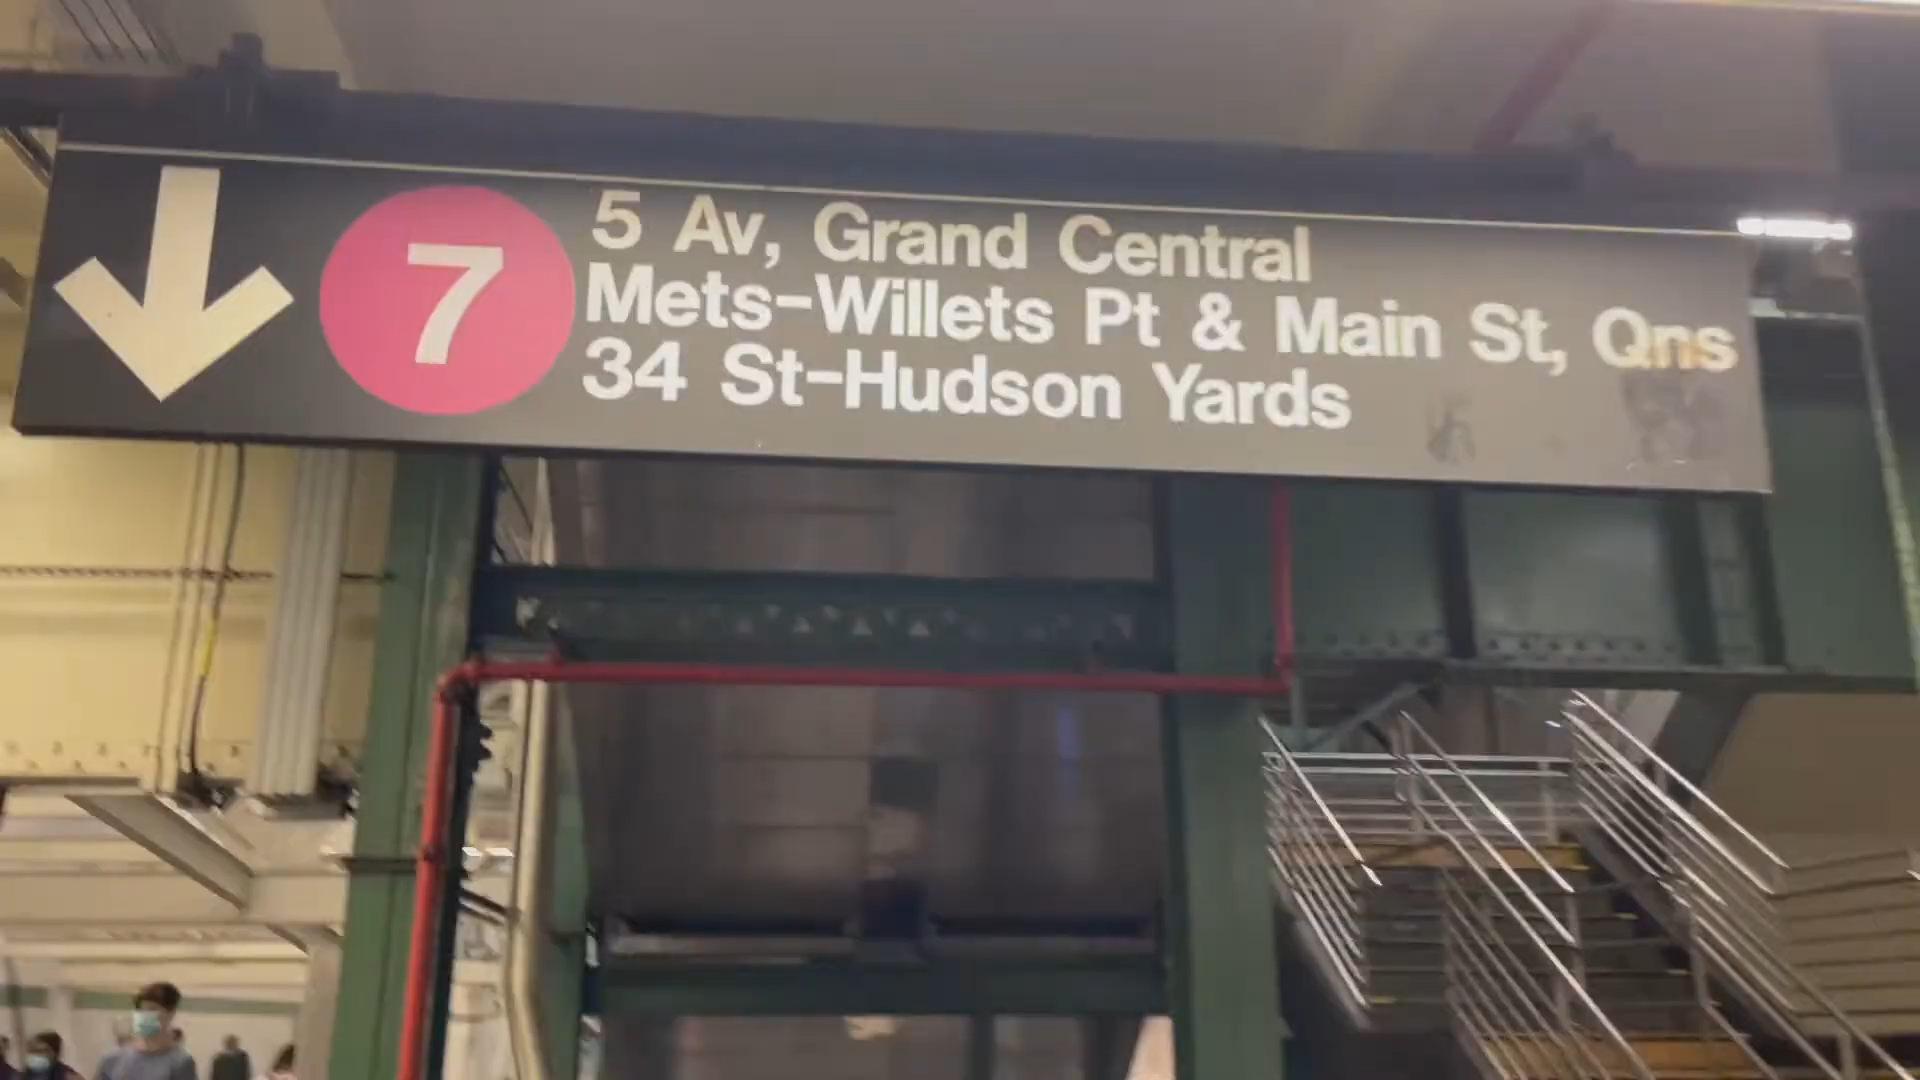 7
5 Av, Grand Central
Mets-Willets Pt & Main St, Qns
34 St-Hudson Yards